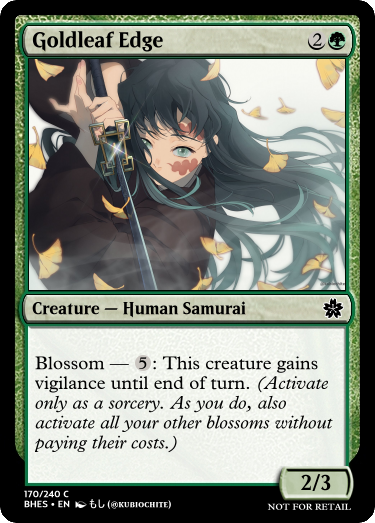 Goldleaf Edge 2
Creature — Human Samurai
Blossom — 5: This creature gains
vigilance until end of turn. (Activate
only as a sorcery. As you do, also
activate all your other blossoms without
paying their costs.)
2/3
170/240 C
BHES • EN もし (@KUBIOCHITE)
NOT FOR RETAIL